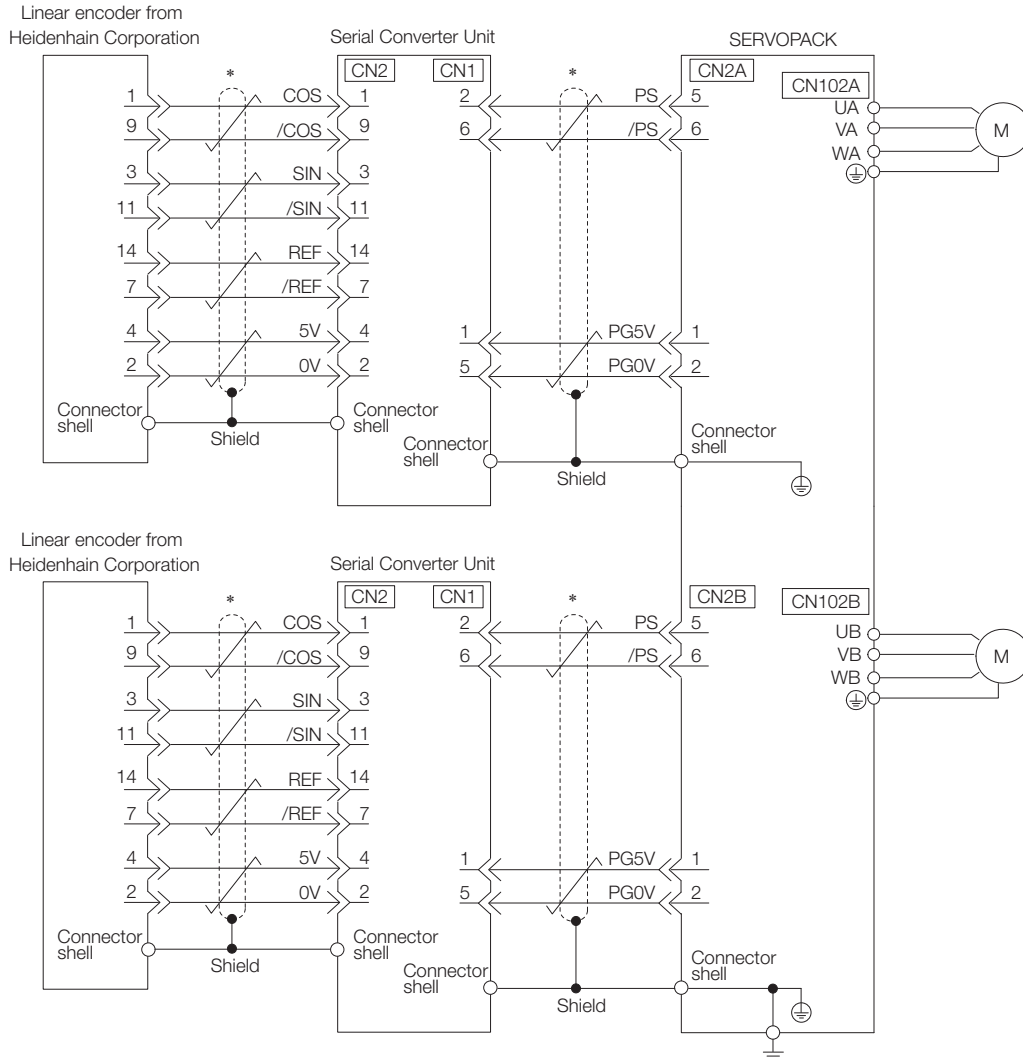 Linear encoder from
Heidenhain Corporation
Serial Converter Unit
SERVOPACK
CN2
CN1
CN2A
CN102A
*
*
1 COS 1
9 /COS 9
3 SIN 3
11 /SIN 11
14 REF 14
7 /REF 7
4 5V 4
2 0V 2
2 PS 5
6 /PS 6
1 PG5V 1
5 PG0V 2
UA
VA
WA
M
Connector
shell
Shield
Connector
shell
Connector
shell
Shield
Connector
shell
Linear encoder from
Heidenhain Corporation
Serial Converter Unit
CN2
CN1
CN2B
CN102B
*
*
1 COS 1
9 /COS 9
3 SIN 3
11 /SIN 11
14 REF 14
7 /REF 7
4 5V 4
2 0V 2
2 PS 5
6 /PS 6
1 PG5V 1
5 PG0V 2
UB
VB
WB
M
Connector
shell
Shield
Connector
shell
Connector
shell
Shield
Connector
shell